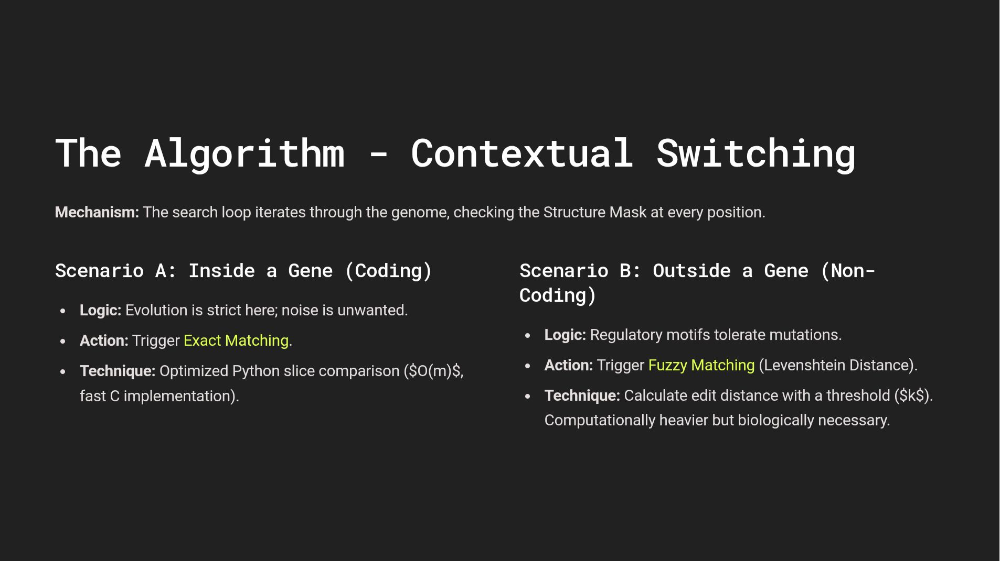 The Algorithm - Contextual Switching
Mechanism: The search loop iterates through the genome, checking the Structure Mask at every position.
Scenario A: Inside a Gene (Coding)
• Logic: Evolution is strict here; noise is unwanted.
• Action: Trigger Exact Matching.
• Technique: Optimized Python slice comparison ($O(m)$,
fast C implementation).
Scenario B: Outside a Gene (Non-
Coding)
• Logic: Regulatory motifs tolerate mutations.
• Action: Trigger Fuzzy Matching (Levenshtein Distance).
• Technique: Calculate edit distance with a threshold ($k$).
Computationally heavier but biologically necessary.